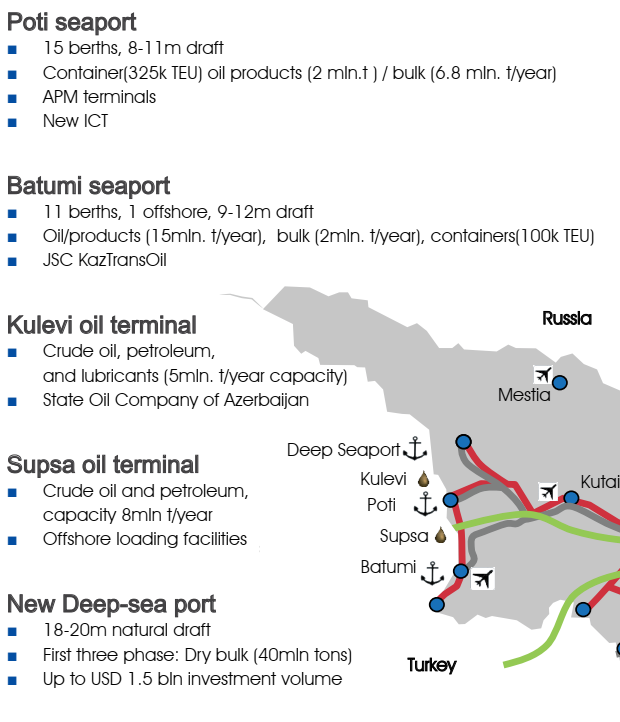 Poti seaport
15 berths, 8-11m draft
Container(325k TEU) oil products (2 mln.t ) / bulk (6.8 mln. t/year)
APM terminals
New ICT
Batumi seaport
11 berths, 1 offshore, 9-12m draft
Oil/products (15mln. t/year), bulk (2mln. t/year), containers(100k TEU)
JSC KazTransOil
Kulevi oil terminal
Crude oil, petroleum,
and lubricants (5mln. t/year capacity)
State Oil Company of Azerbaijan
Supsa oil terminal
Crude oil and petroleum,
capacity 8mln t/year
Offshore loading facilities
New Deep-sea port
18-20m natural draft
First three phase: Dry bulk (40mln tons)
Up to USD 1.5 bln investment volume
Russia
Mestia
Deep Seaport
Kulevi
Kutai
Poti
Supsa
Batumi
Turkey